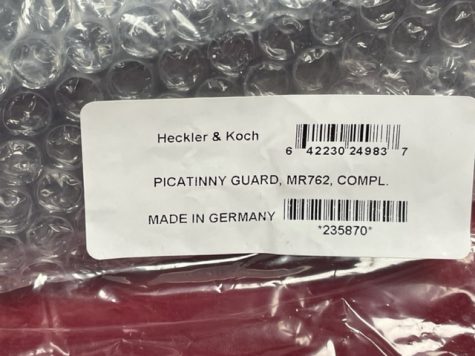 Heckler & Koch
6 42230 24983 7
PICATINNY GUARD, MR762, COMPL.
MADE IN GERMANY
*235870*